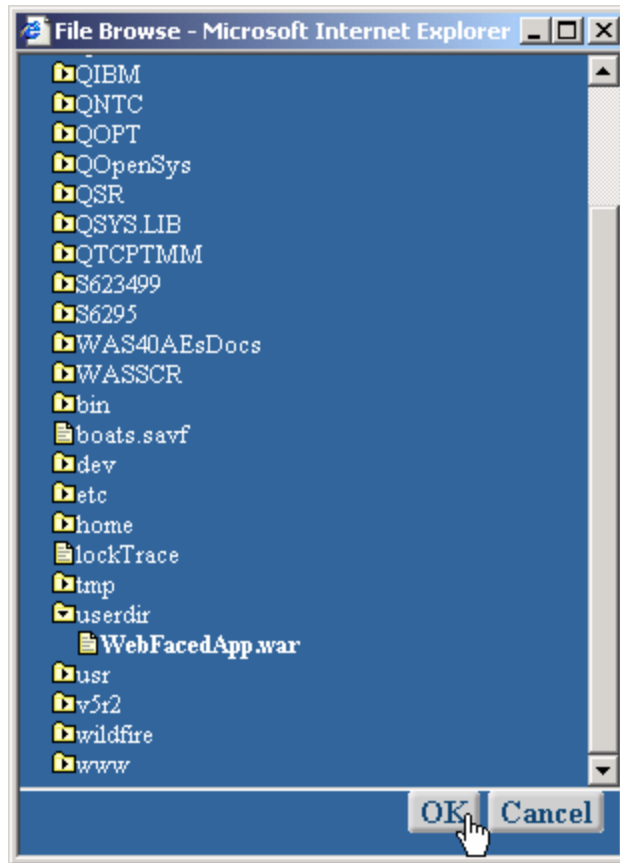 File Browse - Microsoft Internet Explorer
QIBM
QNTC
QOPT
QOpenSys
QSR
QSYS.LIB
QTCPTMM
S623499
S6295
WAS40AEsDocs
WASSCR
bin
boats.savf
dev
etc
home
lockTrace
tmp
userdir
WebFacedApp.war
usr
v5r2
wildfire
www
OK Cancel